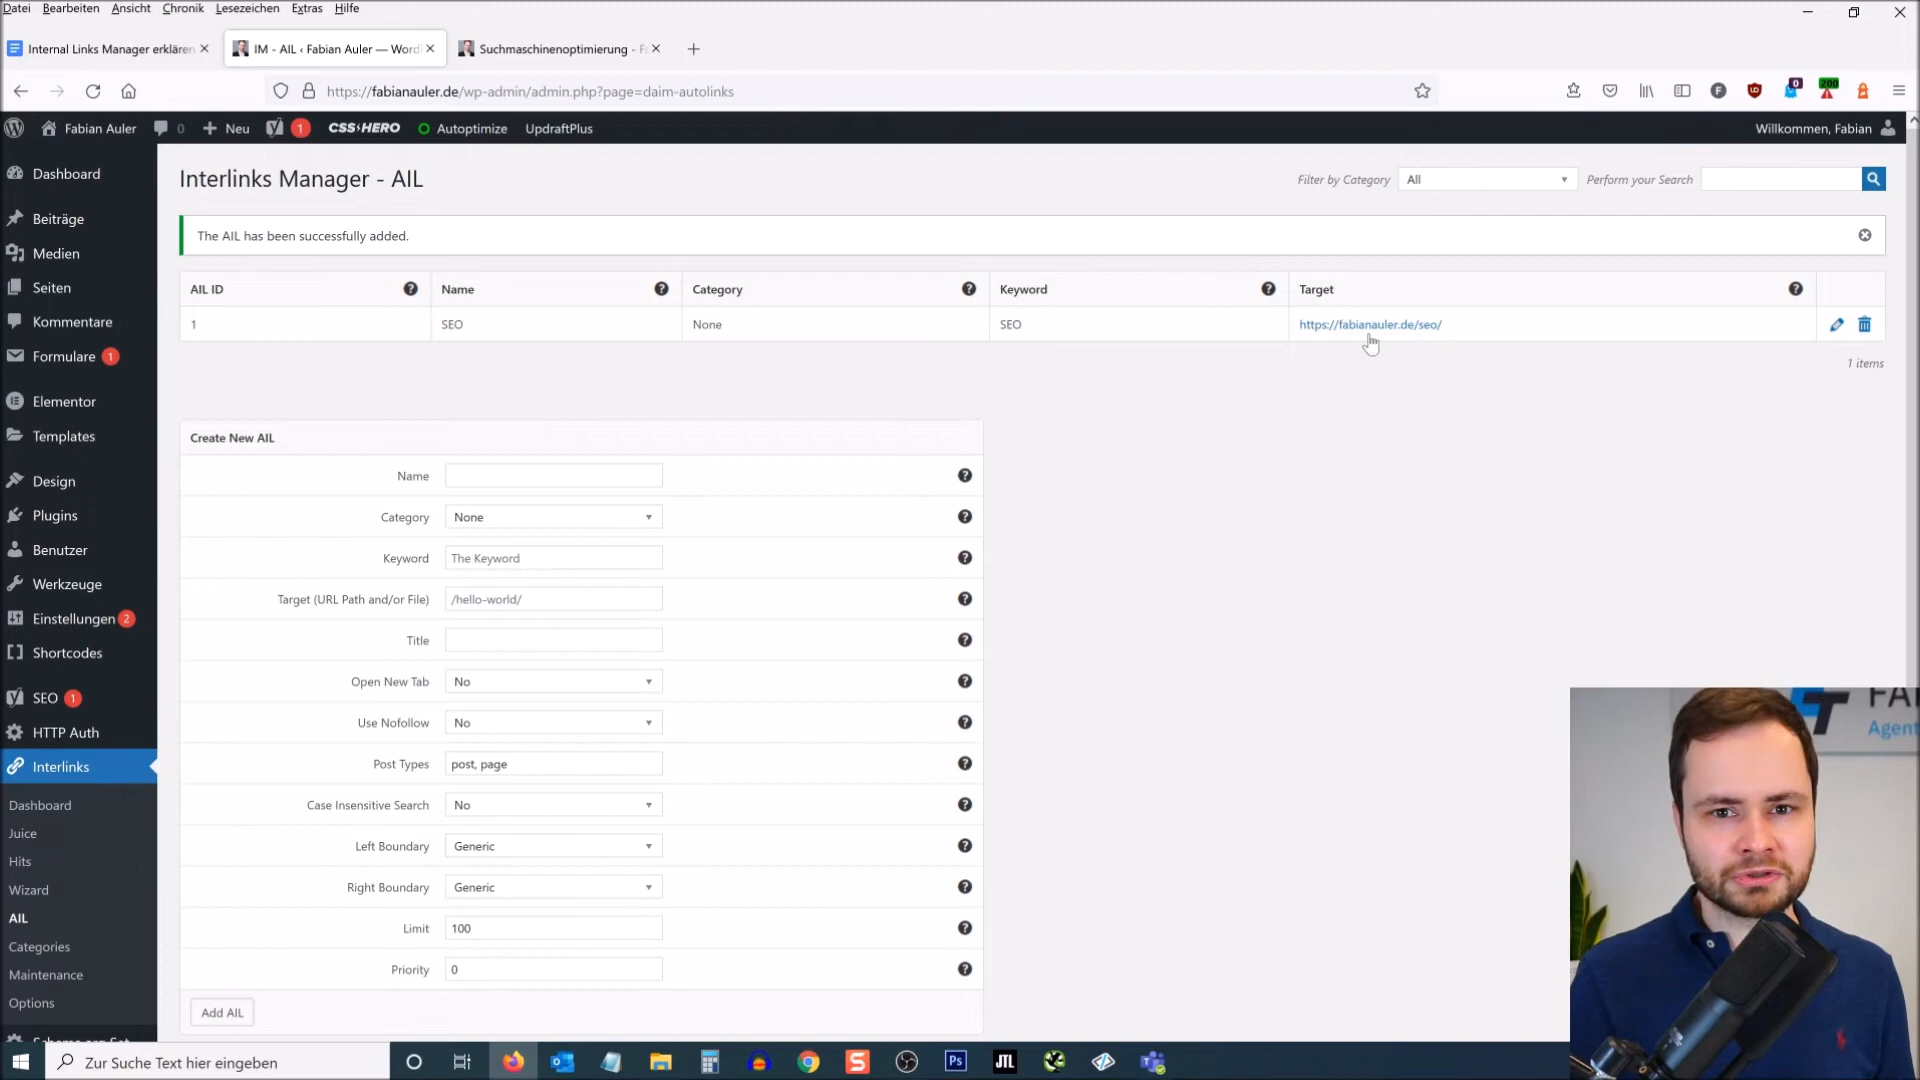 Datei Bearbeiten Ansicht Chronik Lesezeichen Extras Hilfe
Internal Links Manager erklären
IM - AIL ‹ Fabian Auler — Word
Suchmaschinenoptimierung - F
https://fabianauler.de/wp-admin/admin.php?page=daim-autolinks
0
200
Fabian Auler 0 Neu 1 CSS HERO Autoptimize UpdraftPlus Willkommen, Fabian
Dashboard
Beiträge
Medien
Seiten
Kommentare
Formulare 1
Elementor
Templates
Design
Plugins
Benutzer
Werkzeuge
Einstellungen 2
Shortcodes
SEO 1
HTTP Auth
Interlinks
Dashboard
Juice
Hits
Wizard
AIL
Categories
Maintenance
Options
Interlinks Manager - AIL
Filter by Category All Perform your Search
The AIL has been successfully added.
AIL ID Name Category Keyword Target
1 SEO None SEO https://fabianauler.de/seo/
1 items
Create New AIL
Name
Category None
Keyword The Keyword
Target (URL Path and/or File) /hello-world/
Title
Open New Tab No
Use Nofollow No
Post Types post, page
Case Insensitive Search No
Left Boundary Generic
Right Boundary Generic
Limit 100
Priority 0
Add AIL
FA
Agent
Zur Suche Text hier eingeben
S
Ps
JTL